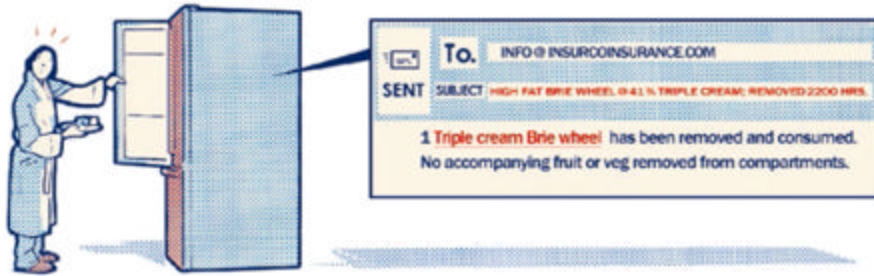 To. INFO@INSURCOINSURANCE.COM
SENT SUBJECT HIGH FAT BRIE WHEEL @ 41 % TRIPLE CREAM; REMOVED 2200 HRS.
1 Triple cream Brie wheel has been removed and consumed.
No accompanying fruit or veg removed from compartments.